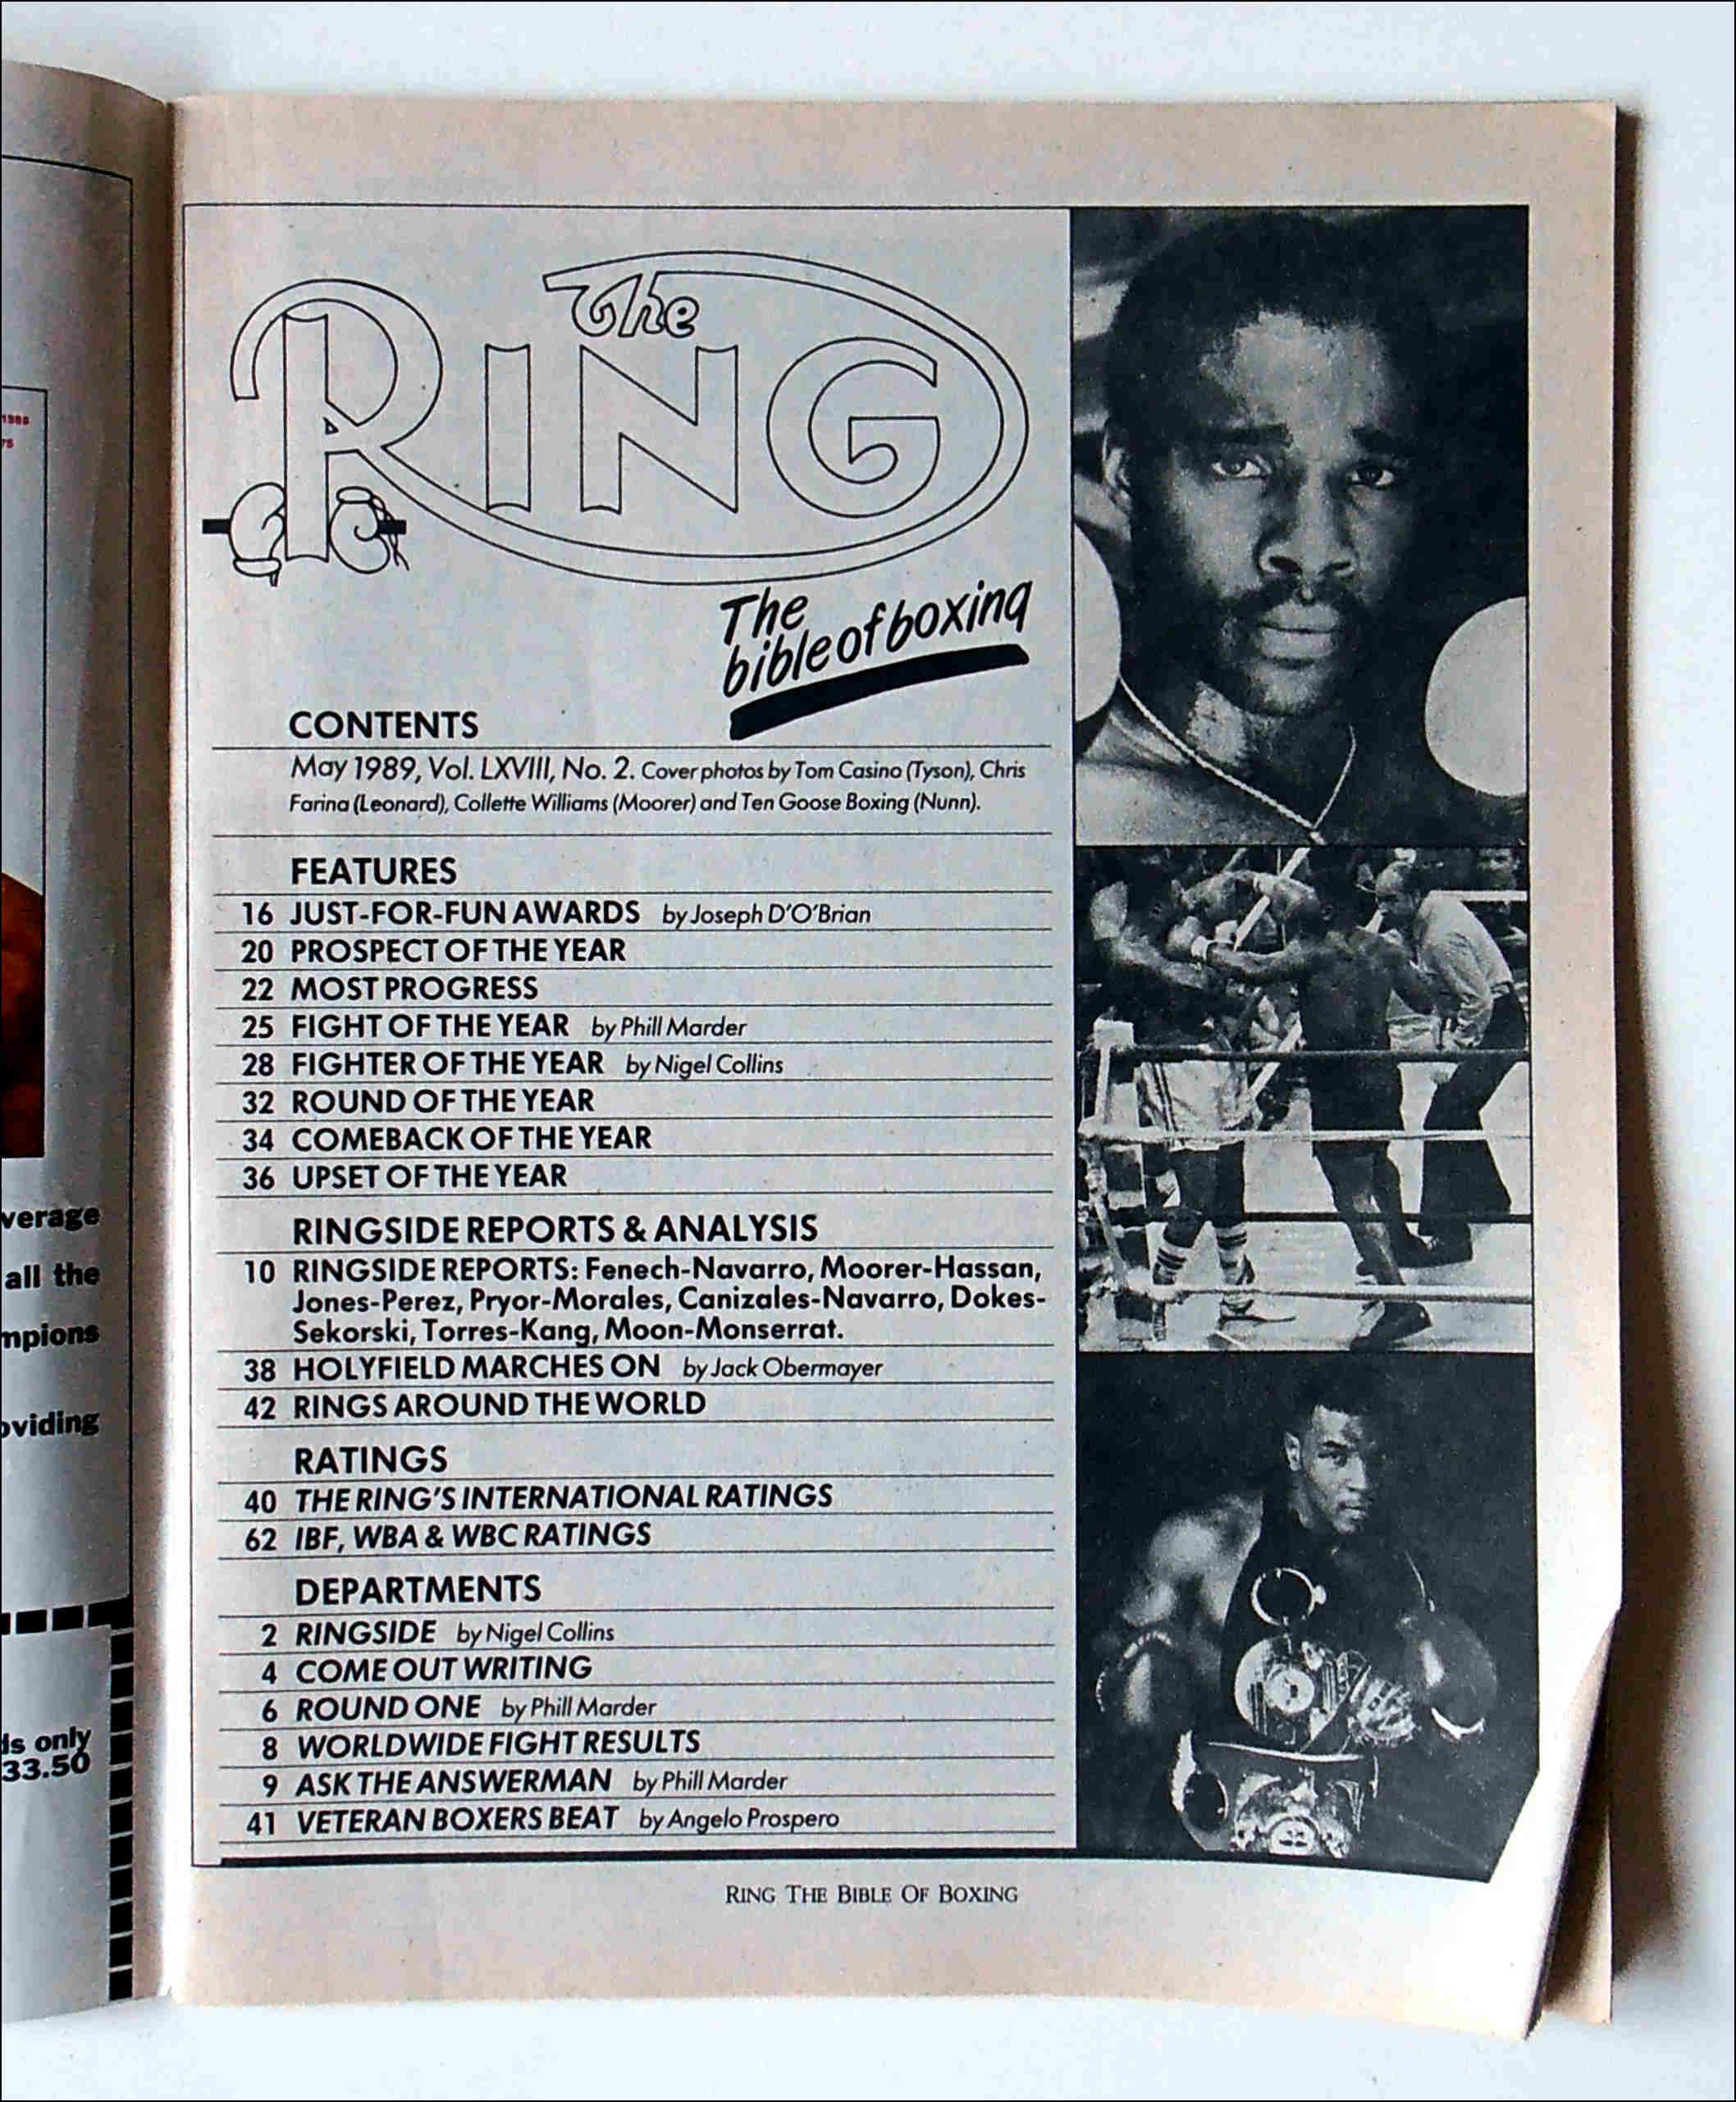 1988
rs
verage
all the
mpions
oviding
ls only
33.50
The
RING
The
bible of boxing
CONTENTS
May 1989, Vol. LXVIII, No. 2. Cover photos by Tom Casino (Tyson), Chris
Farina (Leonard), Collette Williams (Moorer) and Ten Goose Boxing (Nunn).
FEATURES
16 JUST-FOR-FUN AWARDS by Joseph D'O'Brian
20 PROSPECT OF THE YEAR
22 MOST PROGRESS
25 FIGHT OF THE YEAR by Phill Marder
28 FIGHTER OF THE YEAR by Nigel Collins
32 ROUND OF THE YEAR
34 COMEBACK OF THE YEAR
36 UPSET OF THE YEAR
RINGSIDE REPORTS & ANALYSIS
10 RINGSIDE REPORTS: Fenech-Navarro, Moorer-Hassan,
Jones-Perez, Pryor-Morales, Canizales-Navarro, Dokes-
Sekorski, Torres-Kang, Moon-Monserrat.
38 HOLYFIELD MARCHES ON by Jack Obermayer
42 RINGS AROUND THE WORLD
RATINGS
40 THE RING'S INTERNATIONAL RATINGS
62 IBF, WBA & WBC RATINGS
DEPARTMENTS
2 RINGSIDE by Nigel Collins
4 COME OUT WRITING
6 ROUND ONE by Phill Marder
8 WORLDWIDE FIGHT RESULTS
9 ASK THE ANSWERMAN by Phill Marder
41 VETERAN BOXERS BEAT by Angelo Prospero
RING THE BIBLE OF BOXING